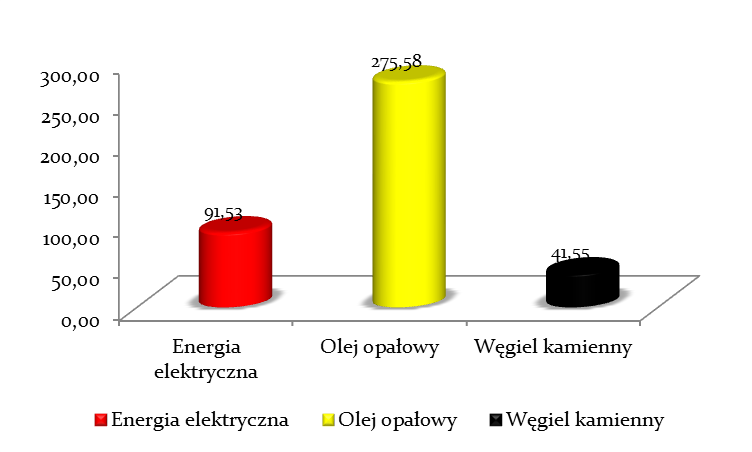 275,58
300,00
250,00
200,00
91,53
150,00
100,00
41,55
50,00
0,00
Energia
elektryczna
Olej opałowy
Węgiel kamienny
Energia elektryczna
Olej opałowy
Węgiel kamienny